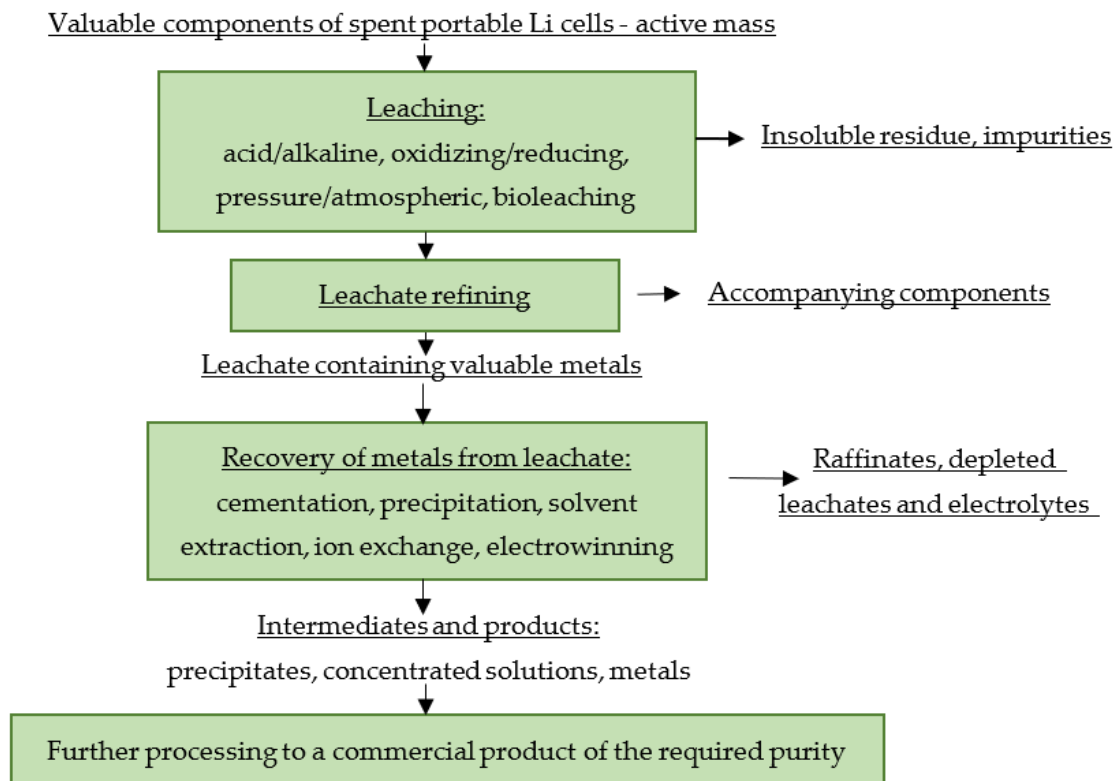 Valuable components of spent portable Li cells - active mass
Leaching:
acid/alkaline, oxidizing/reducing,
pressure/atmospheric, bioleaching
Insoluble residue, impurities
Leachate refining
Accompanying components
Leachate containing valuable metals
Recovery of metals from leachate:
cementation, precipitation, solvent
extraction, ion exchange, electrowinning
Raffinates, depleted
leachates and electrolytes
Intermediates and products:
precipitates, concentrated solutions, metals
Further processing to a commercial product of the required purity